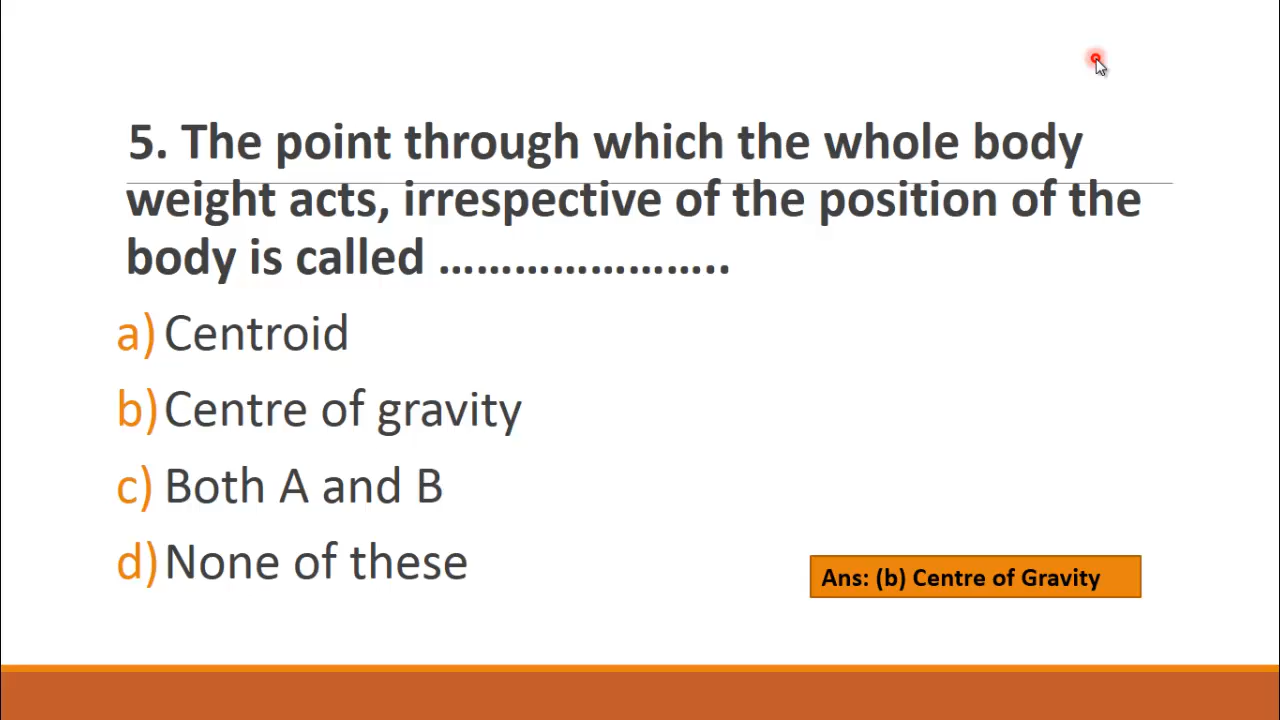 5. The point through which the whole body
weight acts, irrespective of the position of the
body is called …………………..
a) Centroid
b) Centre of gravity
c) Both A and B
d) None of these
Ans: (b) Centre of Gravity